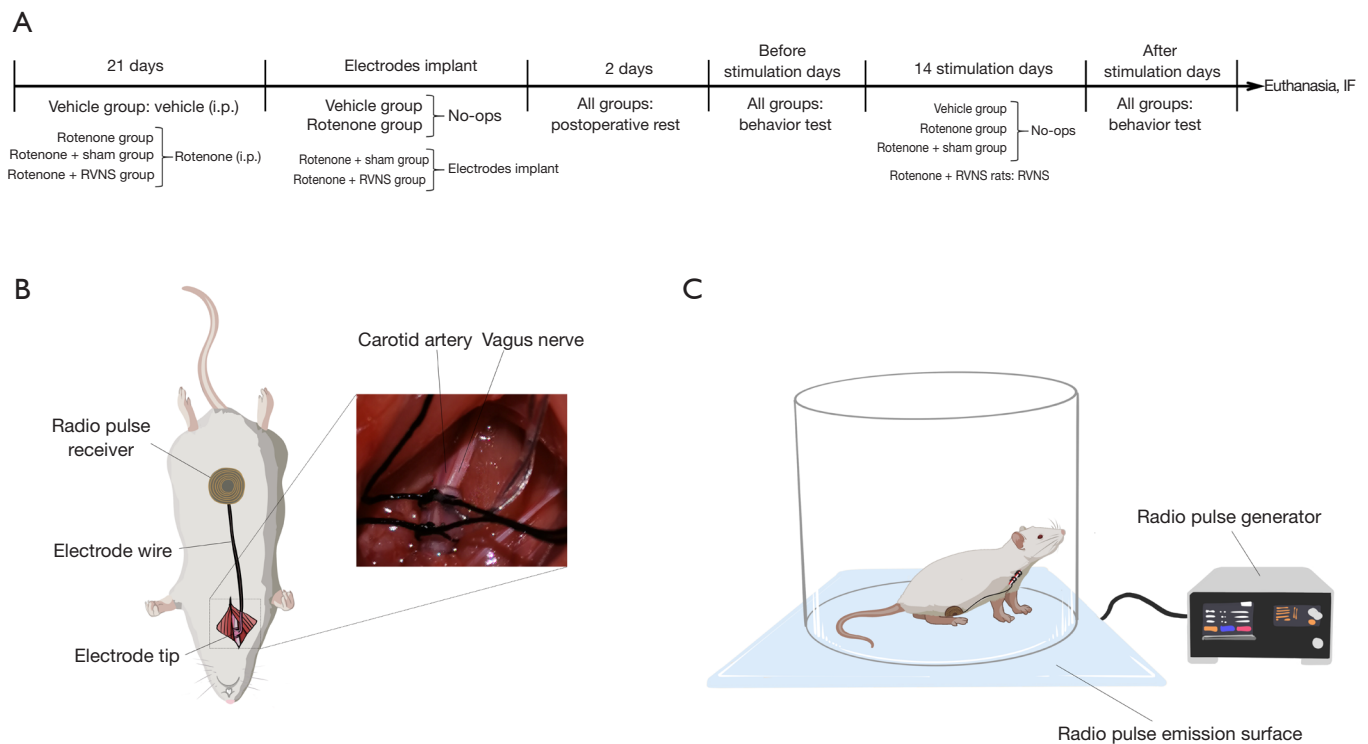 A
21 days
Electrodes implant
2 days
Before
stimulation days
14 stimulation days
After
stimulation days
Euthanasia, IF
Vehicle group: vehicle (i.p.)
Rotenone group
Rotenone + sham group
Rotenone + RVNS group
Rotenone (i.p.)
Vehicle group
Rotenone group
No-ops
Rotenone + sham group
Rotenone + RVNS group
Electrodes implant
All groups:
postoperative rest
All groups:
behavior test
Vehicle group
Rotenone group
Rotenone + sham group
No-ops
Rotenone + RVNS rats: RVNS
All groups:
behavior test
B
Carotid artery
Vagus nerve
Radio pulse
receiver
Electrode wire
Electrode tip
C
Radio pulse generator
Radio pulse emission surface